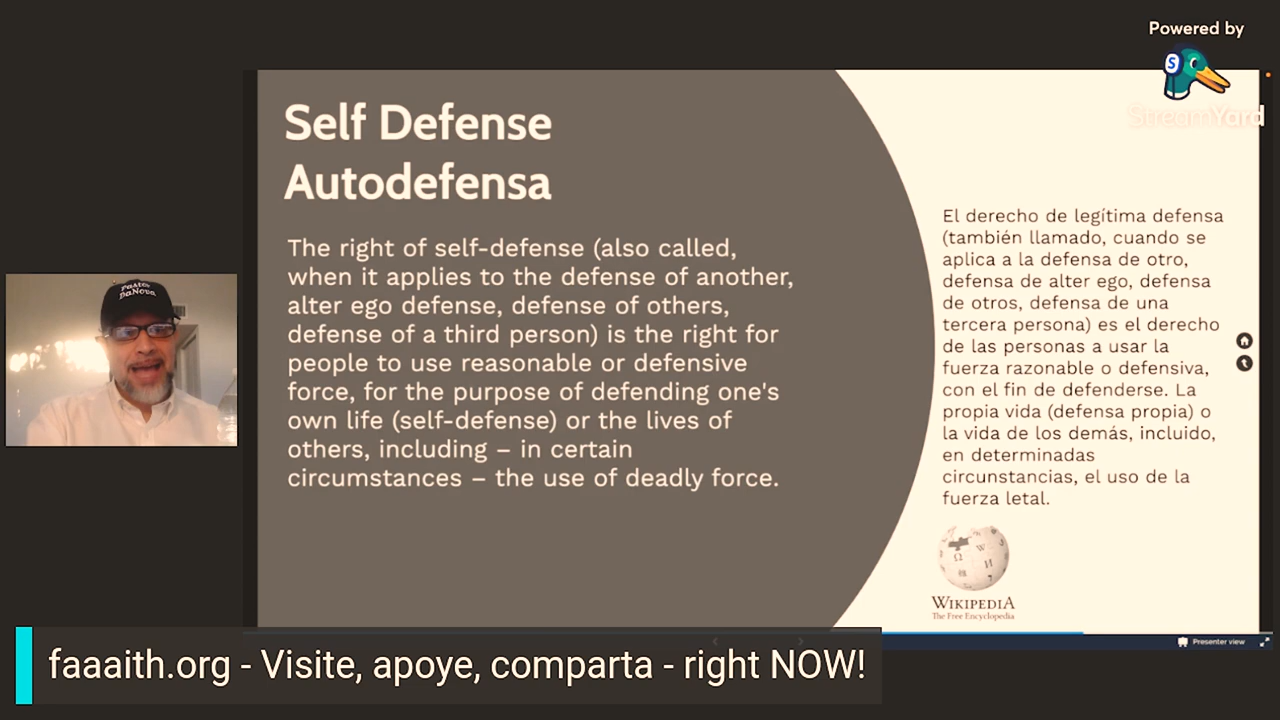 Powered by
StreamYard
Self Defense
Autodefensa
The right of self-defense (also called,
when it applies to the defense of another,
alter ego defense, defense of others,
defense of a third person) is the right for
people to use reasonable or defensive
force, for the purpose of defending one's
own life (self-defense) or the lives of
others, including – in certain
circumstances – the use of deadly force.
El derecho de legítima defensa
(también llamado, cuando se
aplica a la defensa de otro,
defensa de alter ego, defensa
de otros, defensa de una
tercera persona) es el derecho
de las personas a usar la
fuerza razonable o defensiva,
con el fin de defenderse. La
propia vida (defensa propia) o
la vida de los demás, incluido,
en determinadas
circunstancias, el uso de la
fuerza letal.
WIKIPEDIA
The Free Encyclopedia
Pastor
DaNova
Presenter view
faaaith.org - Visite, apoye, comparta - right NOW!